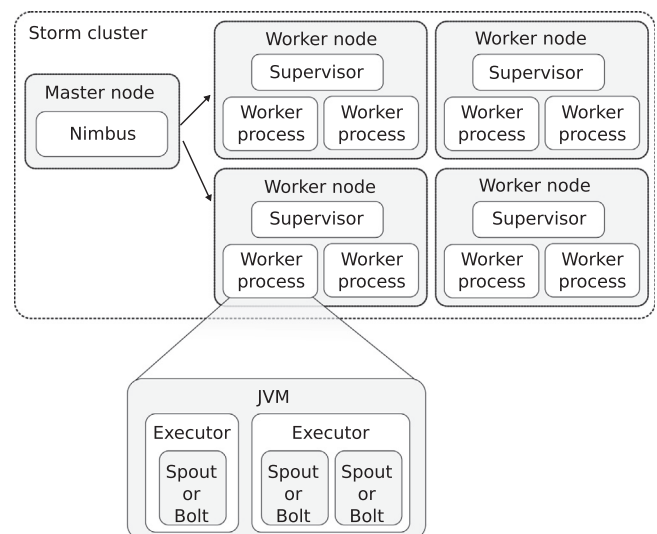 Storm cluster
Master node
Nimbus
Worker node
Supervisor
Worker
process
Worker
process
Worker node
Supervisor
Worker
process
Worker
process
Worker node
Supervisor
Worker
process
Worker
process
Worker node
Supervisor
Worker
process
Worker
process
JVM
Executor
Spout
or
Bolt
Executor
Spout
or
Bolt
Spout
or
Bolt